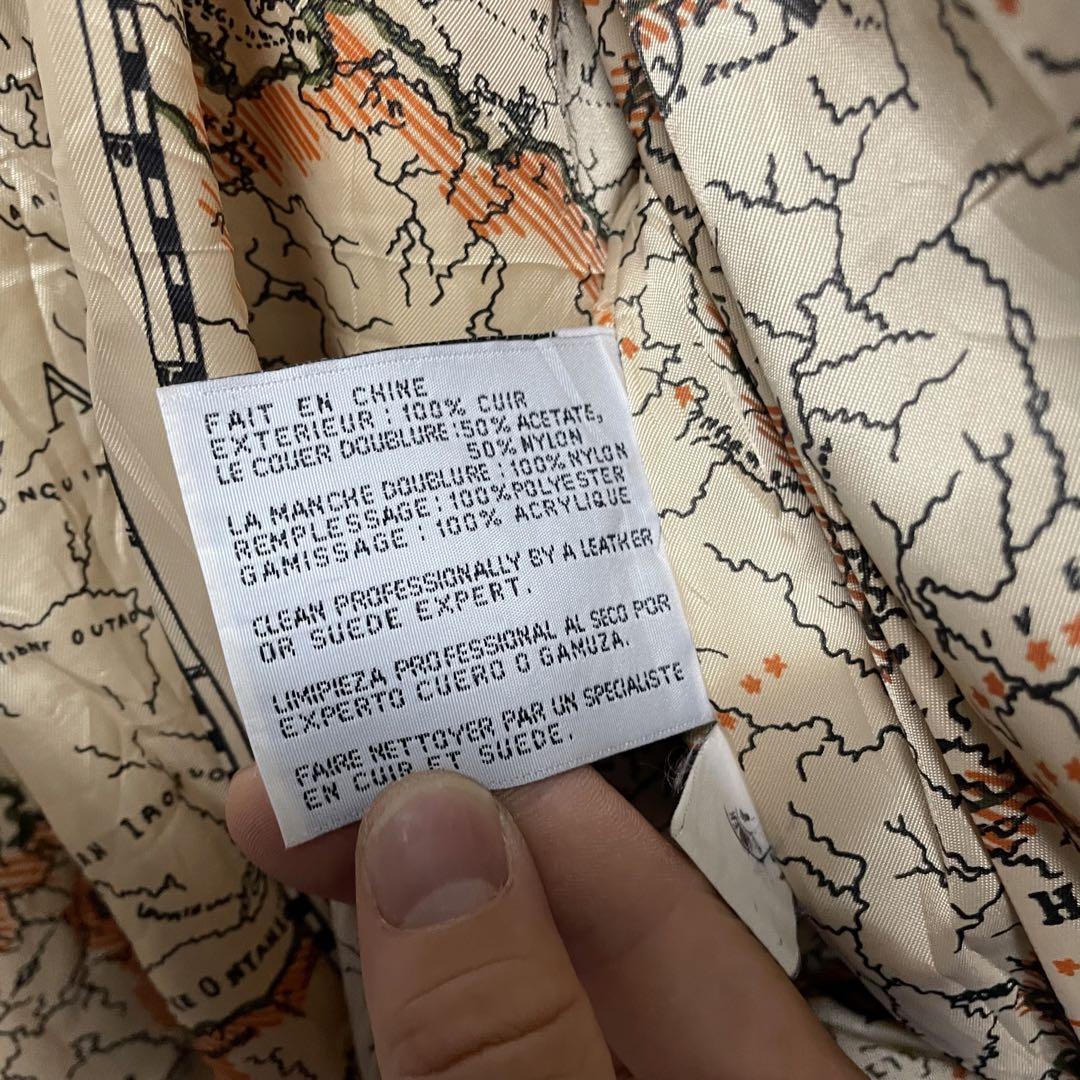 FAIT EN CHINE
EXTERIEUR : 100% CUIR
LE COUER DOUBLURE : 50% ACETATE,
50% NYLON
LA MANCHE DOUBLURE : 100% NYLON
REMPLESSAGE : 100% POLYESTER
GAMISSAGE : 100% ACRYLIQUE
CLEAN PROFESSIONALLY BY A LEATHER
OR SUEDE EXPERT.
LIMIPIEZA PROFESSIONAL AL SECO POR
EXPERTO CUERO O GAMUZA.
FAIRE NETTOYER PAR UN SPECIALISTE
EN CUIR ET SUEDE.
A
H